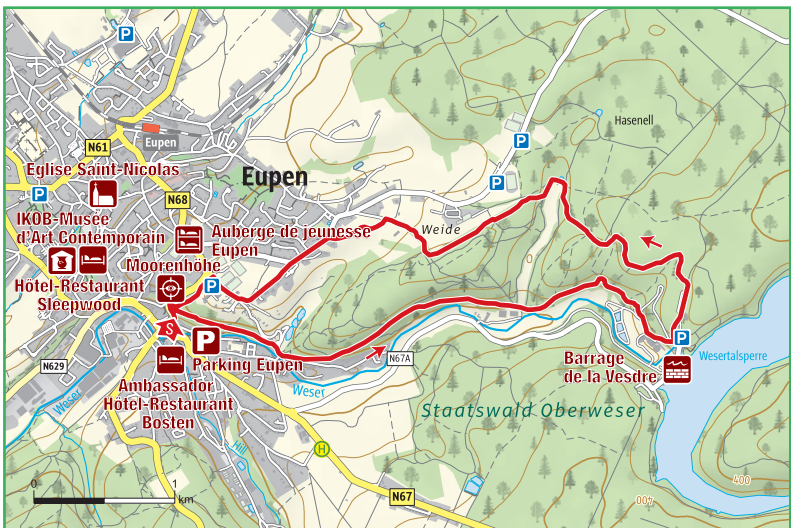 P
Hasenell
P
N61
Eupen
Eglise Saint-Nicolas
Eupen
P
P
N68
IKOB-Musée
d'Art Contemporain
Auberge de jeunesse
Eupen
Weide
Moorenhöhe
Hôtel-Restaurant
Sleepwood
P
S
P
Parking Eupen
P
N67A
Wesertalsperre
Barrage
de la Vesdre
N629
Ambassador
Hôtel-Restaurant
Bosten
Weser
Weser
Staatswald Oberweser
Hill
H
0
1
km
N67
400
400